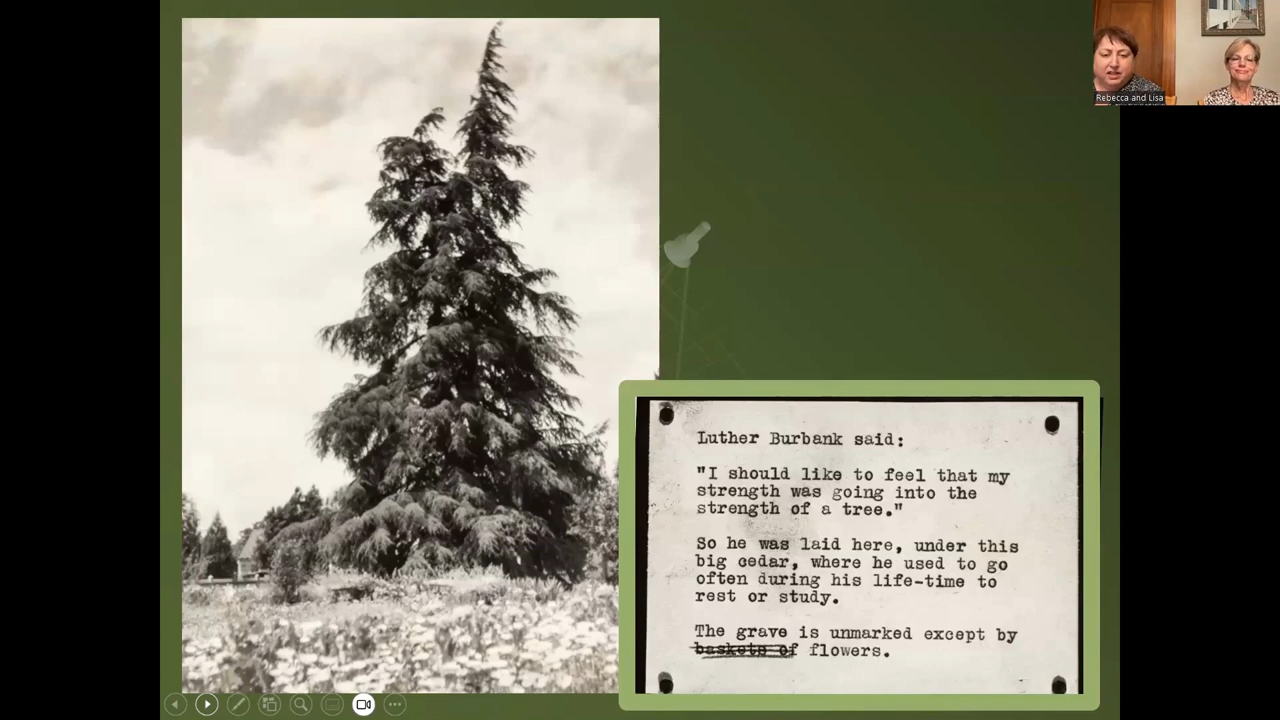 Rebecca and Lisa
Luther Burbank said:
"I should like to feel that my
strength was going into the
strength of a tree."
So he was laid here, under this
big cedar, where he used to go
often during his life-time to
rest or study.
The grave is unmarked except by
baskets of flowers.